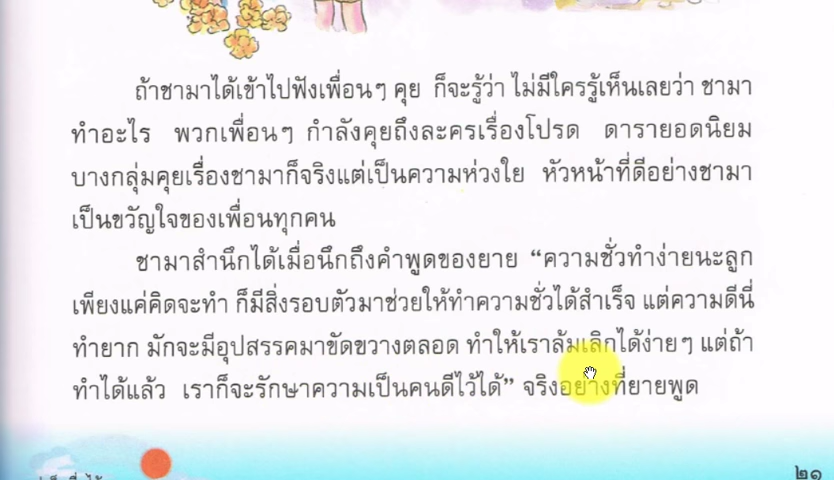 ถ้าชามาได้เข้าไปฟังเพื่อนๆ คุย ก็จะรู้ว่า ไม่มีใครรู้เห็นเลยว่า ชามา
ทำอะไร พวกเพื่อนๆ กำลังคุยถึงละครเรื่องโปรด ดารายอดนิยม
บางกลุ่มคุยเรื่องชามาก็จริงแต่เป็นความห่วงใย หัวหน้าที่ดีอย่างชามา
เป็นขวัญใจของเพื่อนทุกคน
ชามาสำนึกได้เมื่อนึกถึงคำพูดของยาย “ความชั่วทำง่ายนะลูก
เพียงแค่คิดจะทำ ก็มีสิ่งรอบตัวมาช่วยให้ทำความชั่วได้สำเร็จ แต่ความดีนี่
ทำยาก มักจะมีอุปสรรคมาขัดขวางตลอด ทำให้เราล้มเลิกได้ง่ายๆ แต่ถ้า
ทำได้แล้ว เราก็จะรักษาความเป็นคนดีไว้ได้” จริงอย่างที่ยายพูด
๒๑